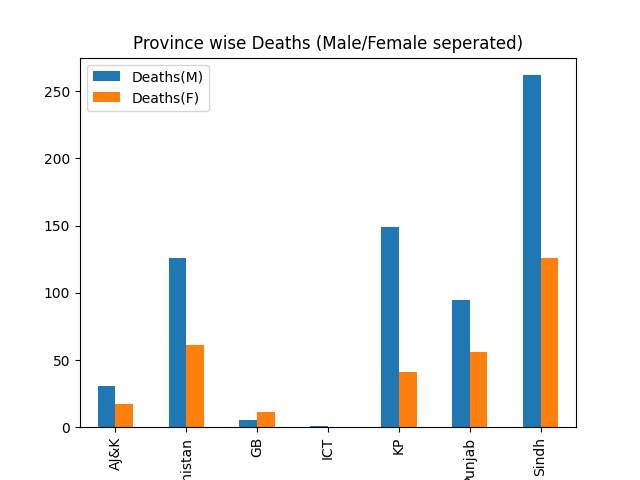 Province wise Deaths (Male/Female seperated)
Deaths(M)
Deaths(F)
250
200
150
100
50
0
AJ&K
nistan
GB
ICT
KP
Punjab
Sindh